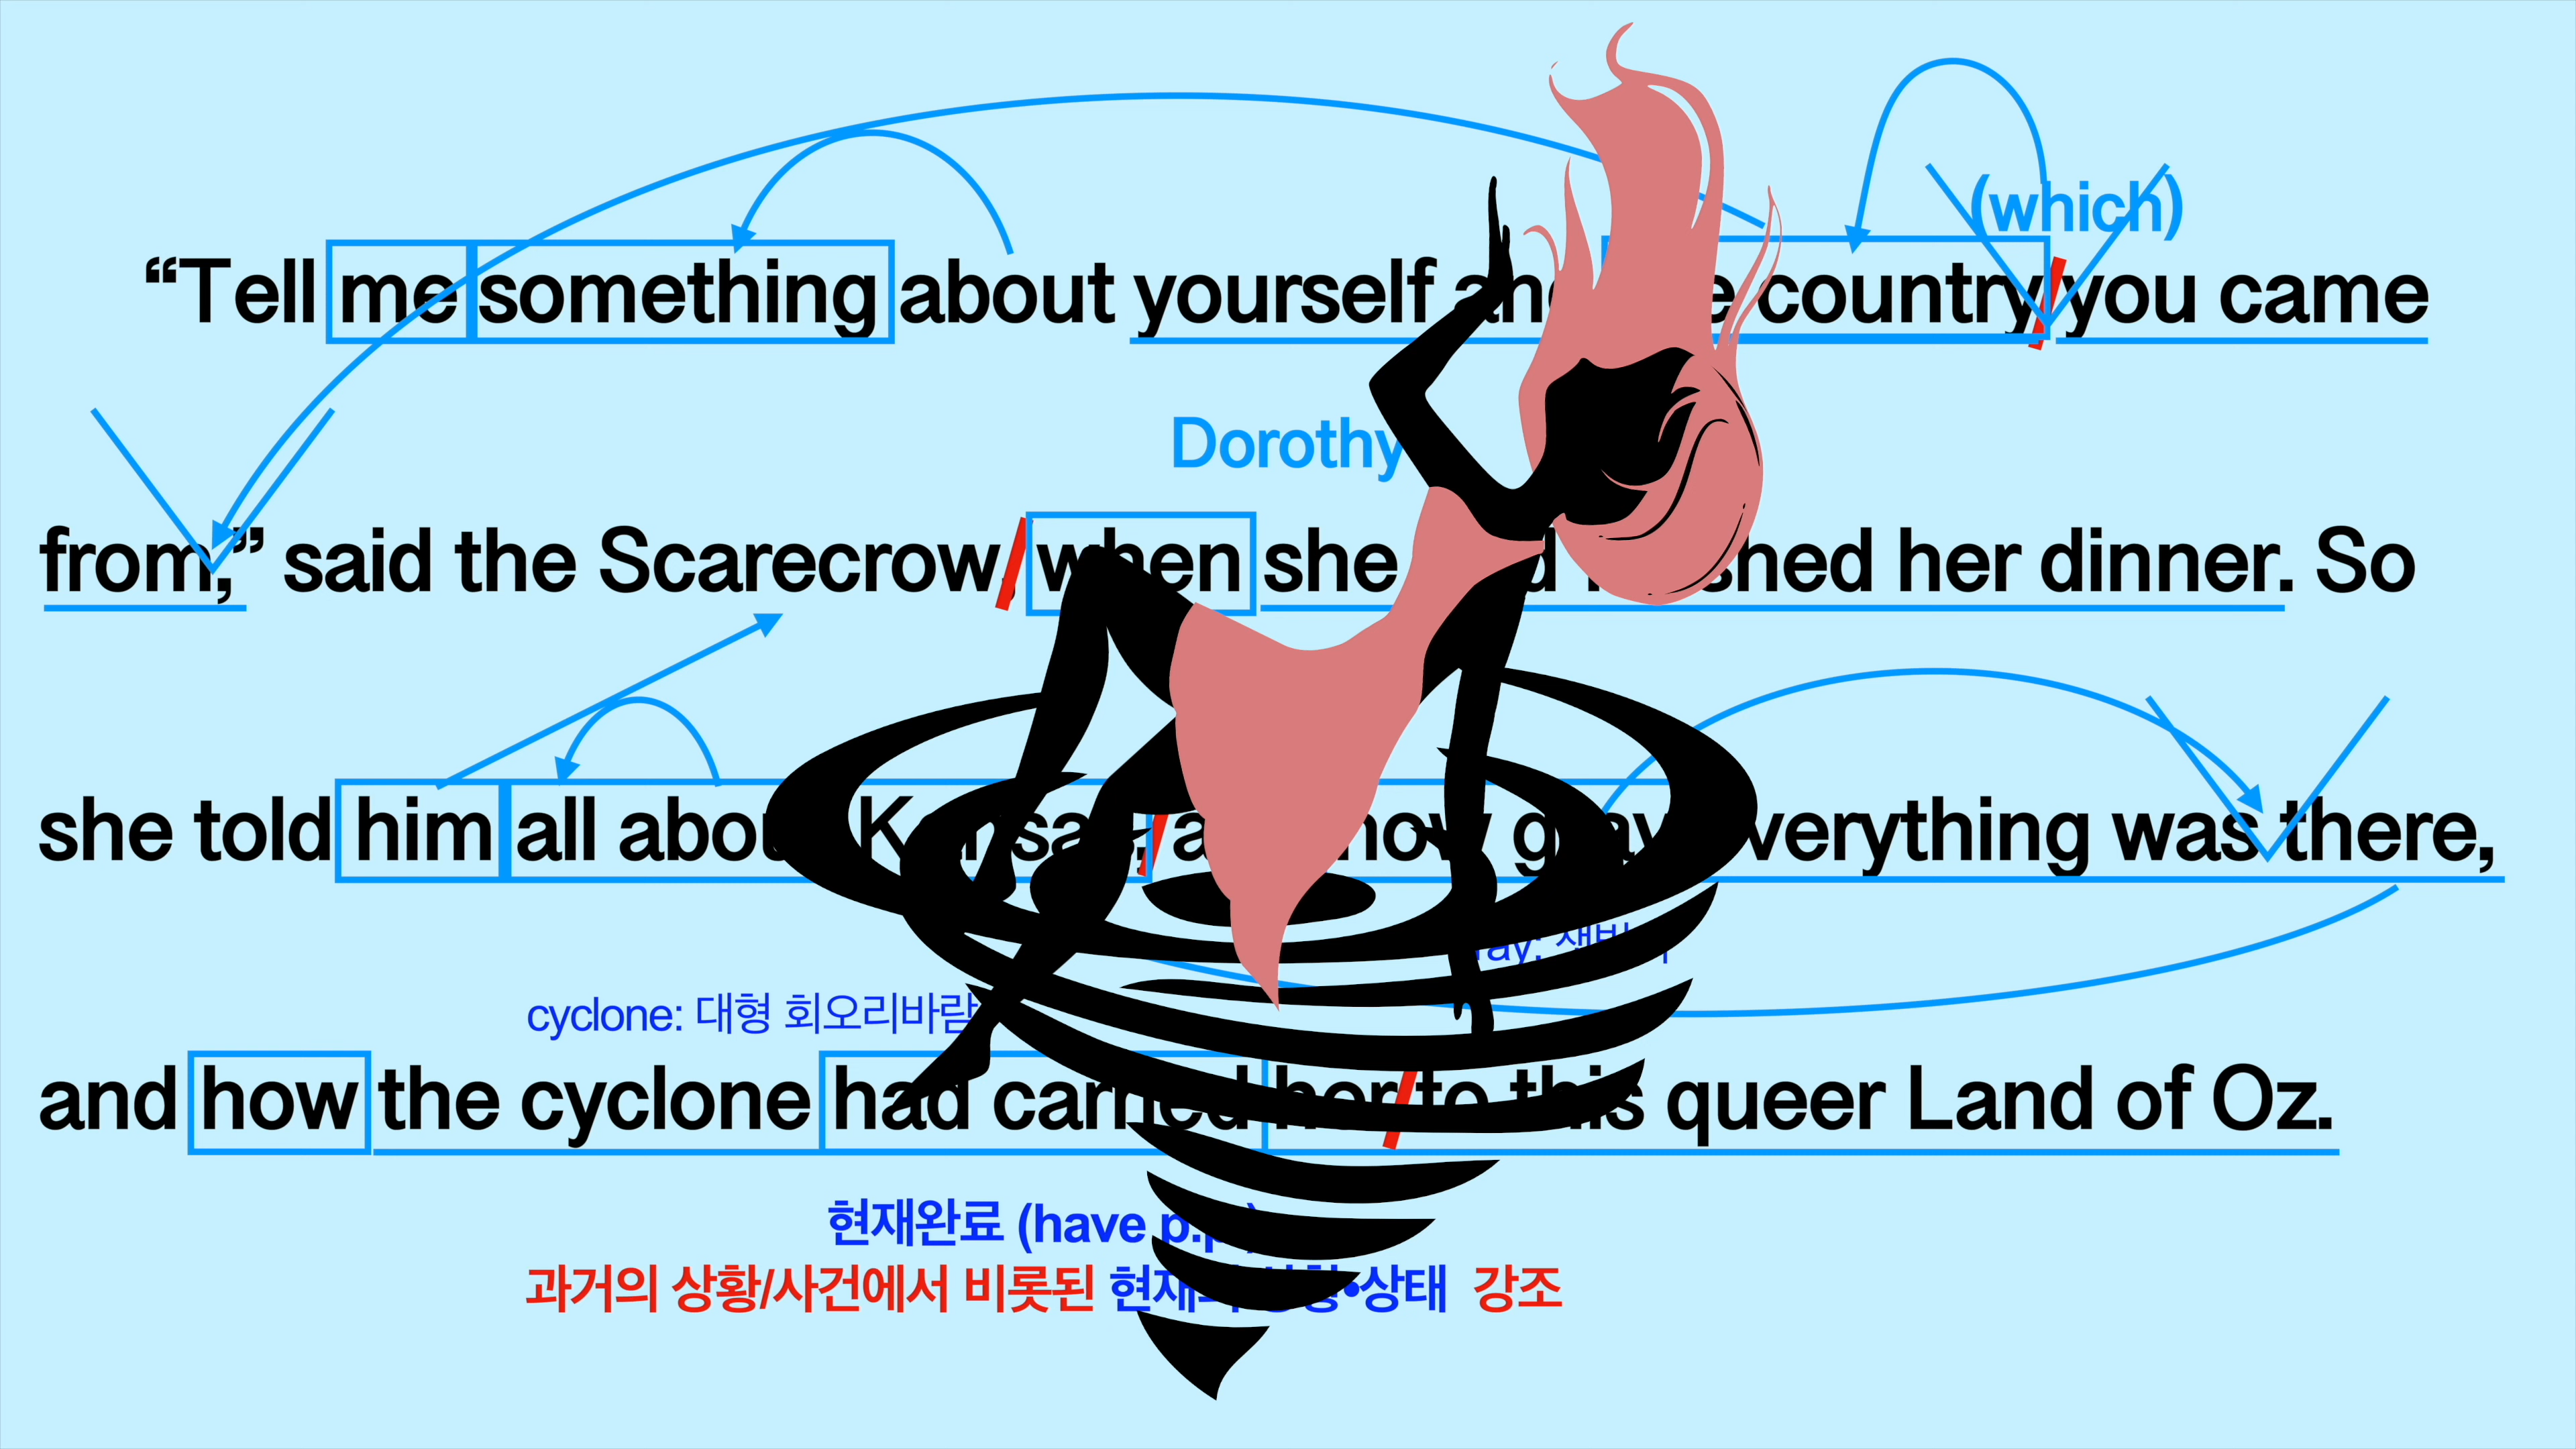 (which)
“Tell me something about yourself and country you came
Dorothy
from,” said the Scarecrow, when she her dinner. So
she told him all about Kansas, how gray everything was there,
cyclone: 대형 회오리바람
and how the cyclone had carried her to this queer Land of Oz.
현재완료 (have p.p.)
과거의 상황/사건에서 비롯된 현재의 상황•상태 강조